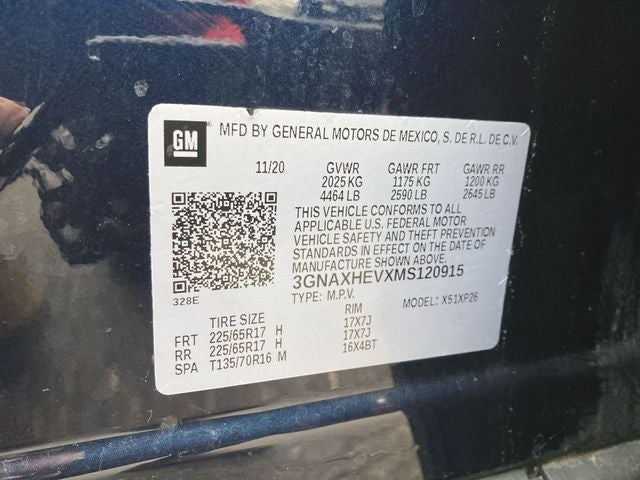 GM
MFD BY GENERAL MOTORS DE MEXICO, S. DE R.L. DE C.V.
11/20 GVWR GAWR FRT GAWR RR
2025 KG 1175 KG 1200 KG
4464 LB 2590 LB 2645 LB
THIS VEHICLE CONFORMS TO ALL
APPLICABLE U.S. FEDERAL MOTOR
VEHICLE SAFETY AND THEFT PREVENTION
STANDARDS IN EFFECT ON THE DATE OF
MANUFACTURE SHOWN ABOVE.
3GNAXHEVXMS120915
TYPE: M.P.V. MODEL: X51XP26
328E
TIRE SIZE RIM
FRT 225/65R17 H 17X7J
RR 225/65R17 H 17X7J
SPA T135/70R16 M 16X4BT